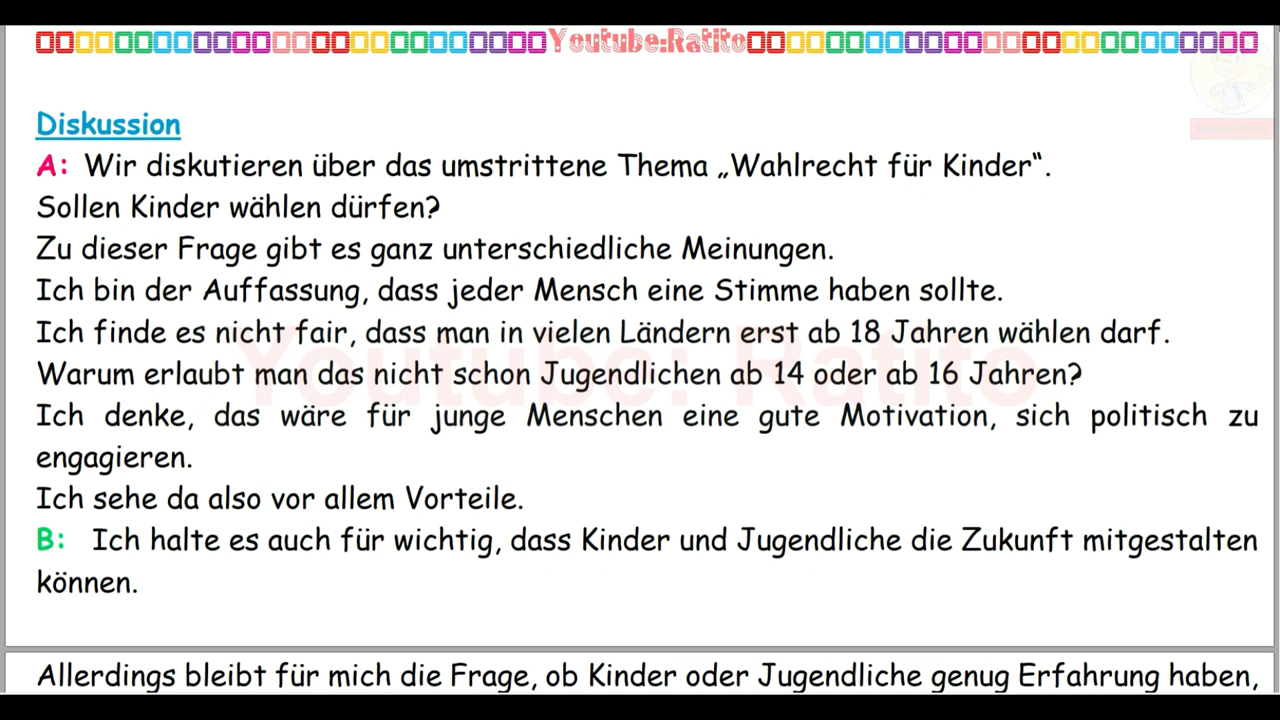 Youtube:Ratito
Diskussion
A: Wir diskutieren über das umstrittene Thema „Wahlrecht für Kinder“.
Sollen Kinder wählen dürfen?
Zu dieser Frage gibt es ganz unterschiedliche Meinungen.
Ich bin der Auffassung, dass jeder Mensch eine Stimme haben sollte.
Ich finde es nicht fair, dass man in vielen Ländern erst ab 18 Jahren wählen darf.
Youtube: Ratito
Warum erlaubt man das nicht schon Jugendlichen ab 14 oder ab 16 Jahren?
Ich denke, das wäre für junge Menschen eine gute Motivation, sich politisch zu
engagieren.
Ich sehe da also vor allem Vorteile.
B: Ich halte es auch für wichtig, dass Kinder und Jugendliche die Zukunft mitgestalten
können.
Allerdings bleibt für mich die Frage, ob Kinder oder Jugendliche genug Erfahrung haben,